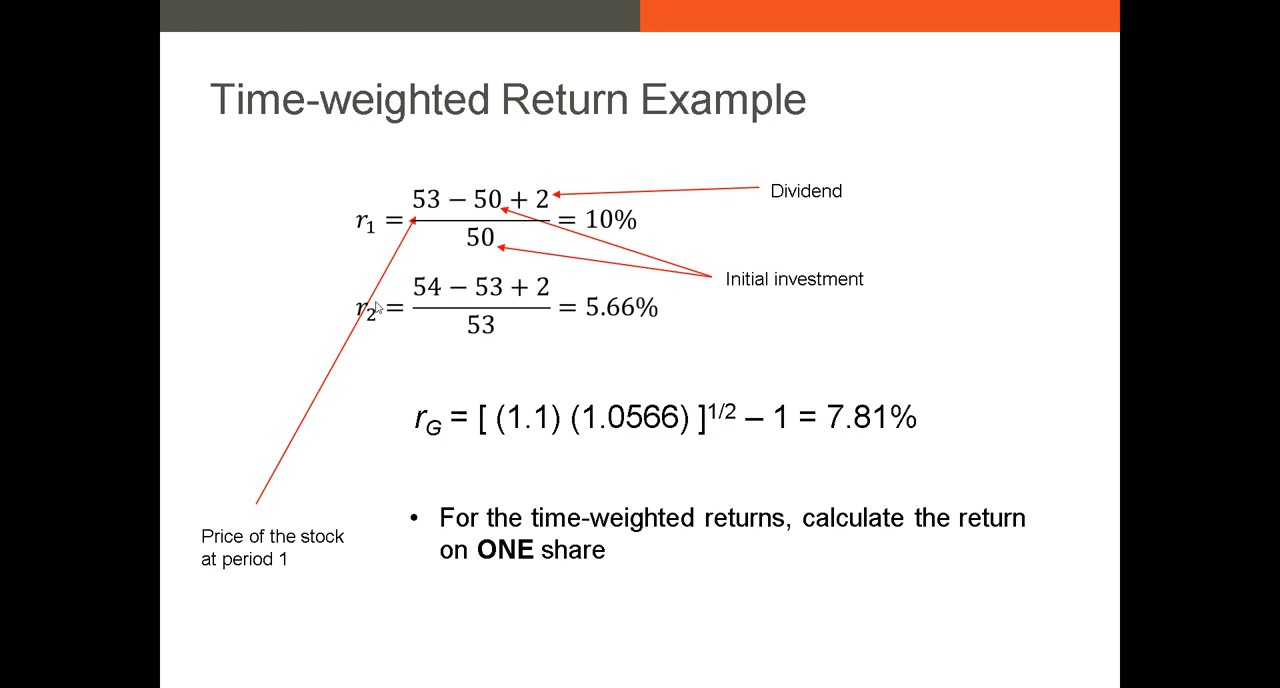 Time-weighted Return Example
r₁ = (53 − 50 + 2) / 50 = 10%
Dividend
Initial investment
r₂ = (54 − 53 + 2) / 53 = 5.66%
r_G = [ (1.1) (1.0566) ]^1/2 – 1 = 7.81%
Price of the stock
at period 1
• For the time-weighted returns, calculate the return
on ONE share